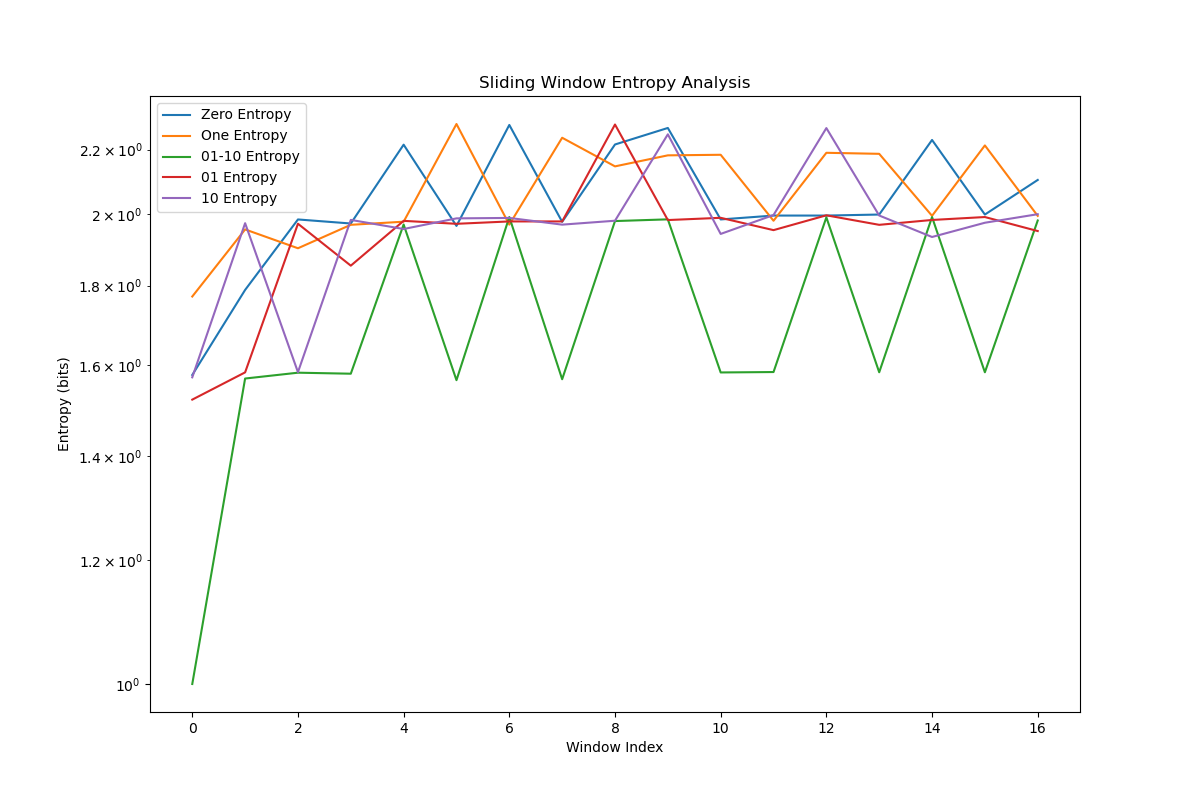 Sliding Window Entropy Analysis
Zero Entropy
One Entropy
01-10 Entropy
01 Entropy
10 Entropy
2.2 × 10⁰
2 × 10⁰
1.8 × 10⁰
1.6 × 10⁰
1.4 × 10⁰
1.2 × 10⁰
10⁰
Entropy (bits)
0 2 4 6 8 10 12 14 16
Window Index